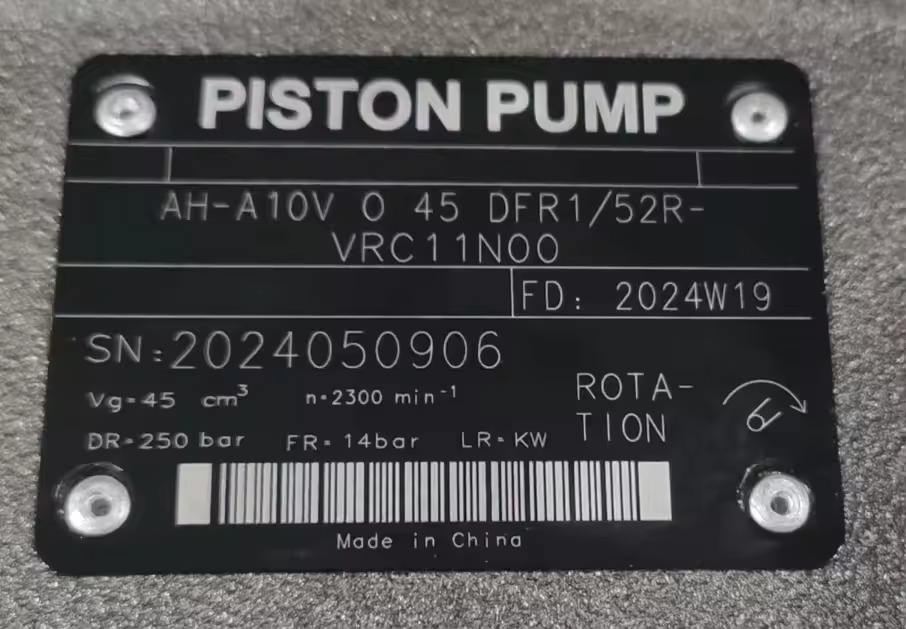 PISTON PUMP
AH-A10V O 45 DFR1/52R-
VRC11N00
FD: 2024W19
SN:2024050906
Vg=45 cm³ n=2300 min⁻¹
DR=250 bar FR=14bar LR=KW
ROTA-
TION
Made in China